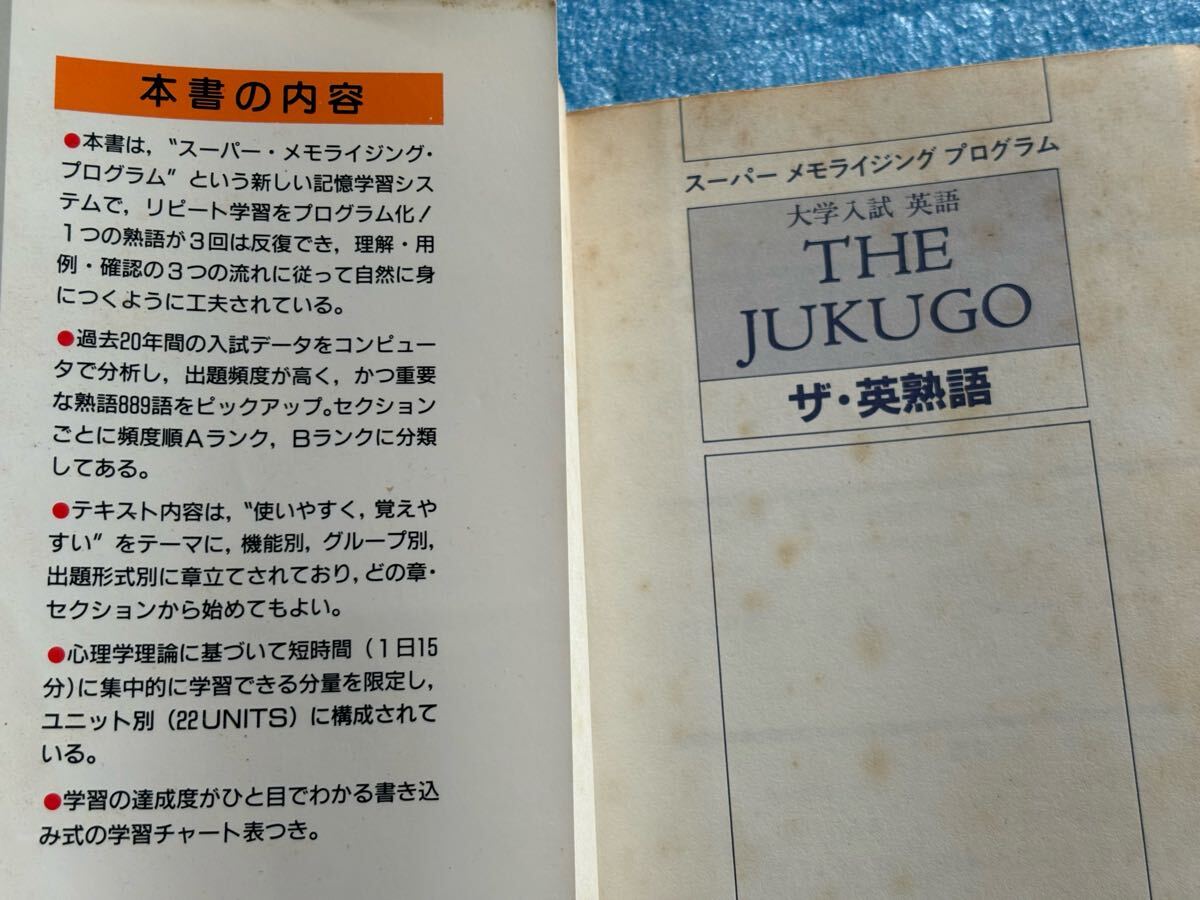 本書の内容
●本書は，〝スーパー・メモライジング・
プログラム〟という新しい記憶学習シス
テムで，リピート学習をプログラム化！
１つの熟語が３回は反復でき，理解・用
例・確認の３つの流れに従って自然に身
につくように工夫されている。
●過去20年間の入試データをコンピュー
タで分析し，出題頻度が高く，かつ重要
な熟語889語をピックアップ。セクション
ごとに頻度順Ａランク，Ｂランクに分類
してある。
●テキスト内容は，〝使いやすく，覚えや
すい〟をテーマに，機能別，グループ別，
出題形式別に章立てされており，どの章・
セクションから始めてもよい。
●心理学理論に基づいて短時間（１日15
分）に集中的に学習できる分量を限定し，
ユニット別（22UNITS）に構成されて
いる。
●学習の達成度がひと目でわかる書き込
み式の学習チャート表つき。
スーパー メモライジング プログラム
大学入試 英語
THE
JUKUGO
ザ・英熟語